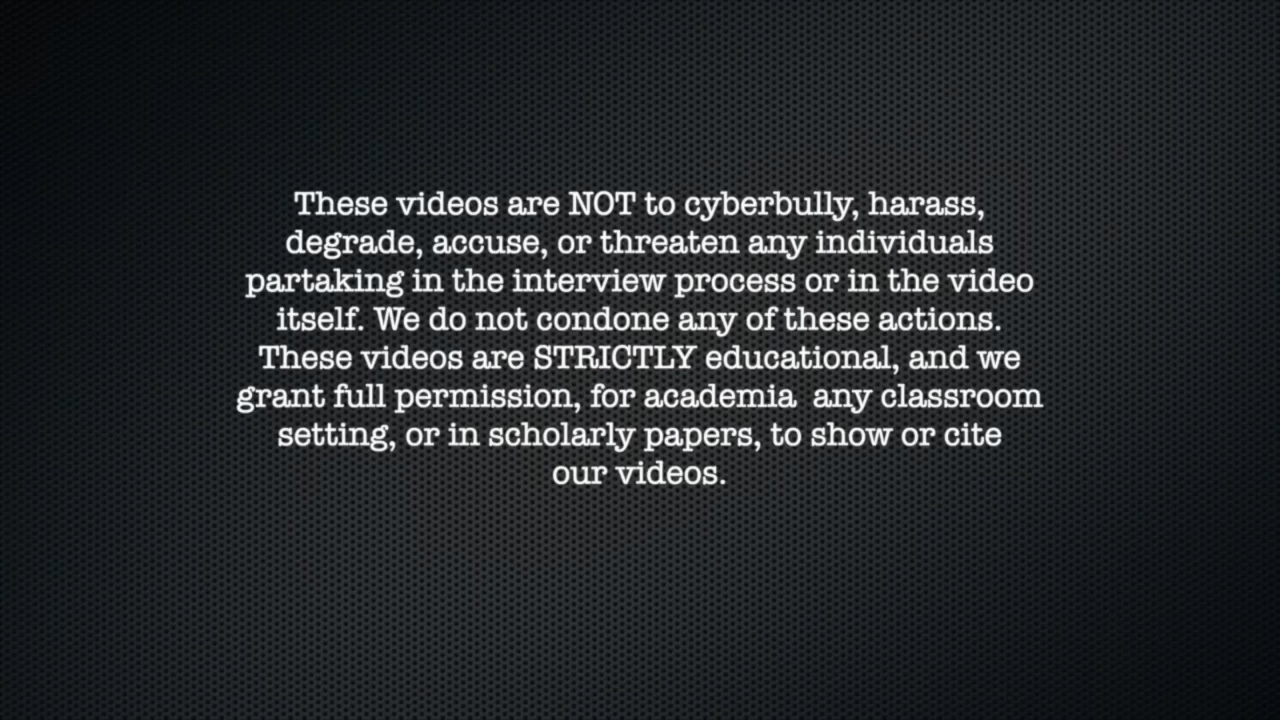 These videos are NOT to cyberbully, harass,
degrade, accuse, or threaten any individuals
partaking in the interview process or in the video
itself. We do not condone any of these actions.
These videos are STRICTLY educational, and we
grant full permission, for academia  any classroom
setting, or in scholarly papers, to show or cite
our videos.